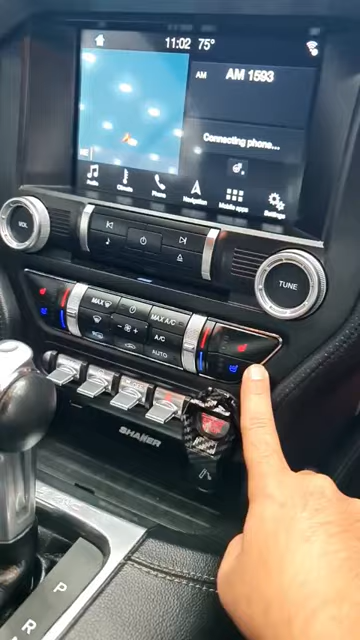 11:02 75°
AM AM 1593
Connecting phone...
Audio Climate Phone Navigation Mobile apps Settings
VOL
TUNE
MAX
MAX A/C
A/C
AUTO
SHAKER
P
R